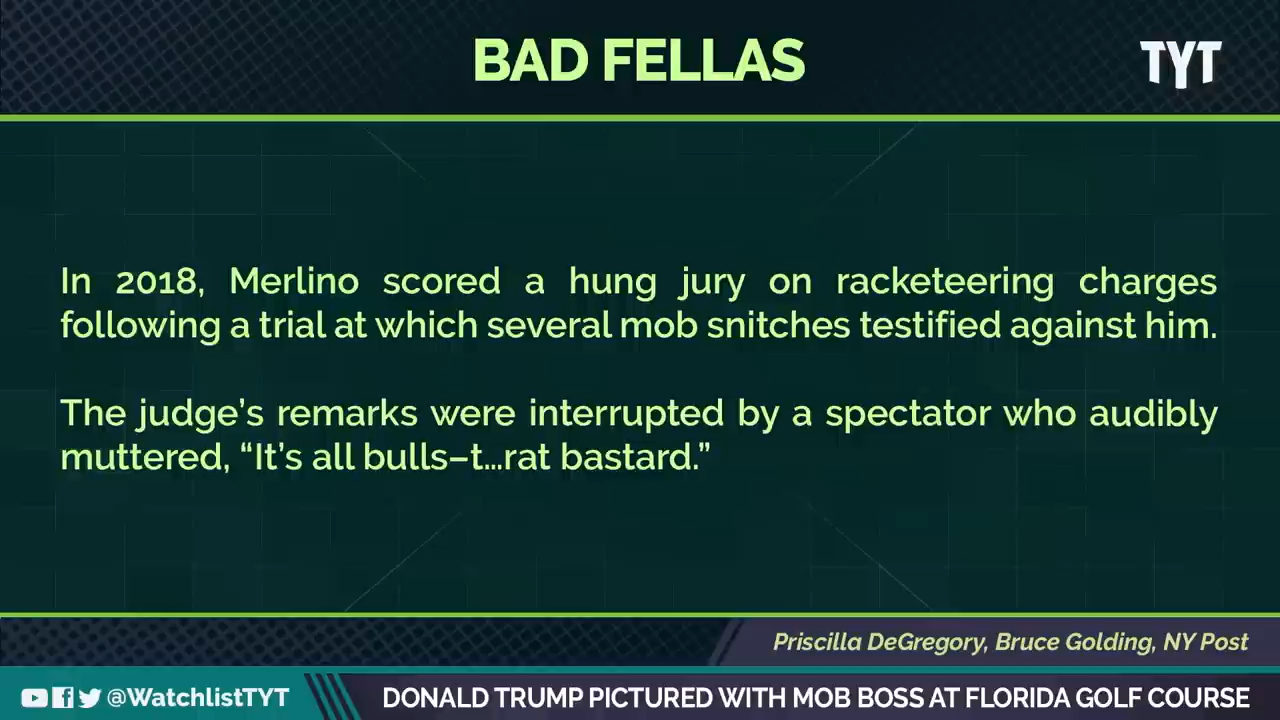 BAD FELLAS
TYT
In 2018, Merlino scored a hung jury on racketeering charges
following a trial at which several mob snitches testified against him.
The judge's remarks were interrupted by a spectator who audibly
muttered, “It's all bulls–t...rat bastard.”
Priscilla DeGregory, Bruce Golding, NY Post
@WatchlistTYT
DONALD TRUMP PICTURED WITH MOB BOSS AT FLORIDA GOLF COURSE